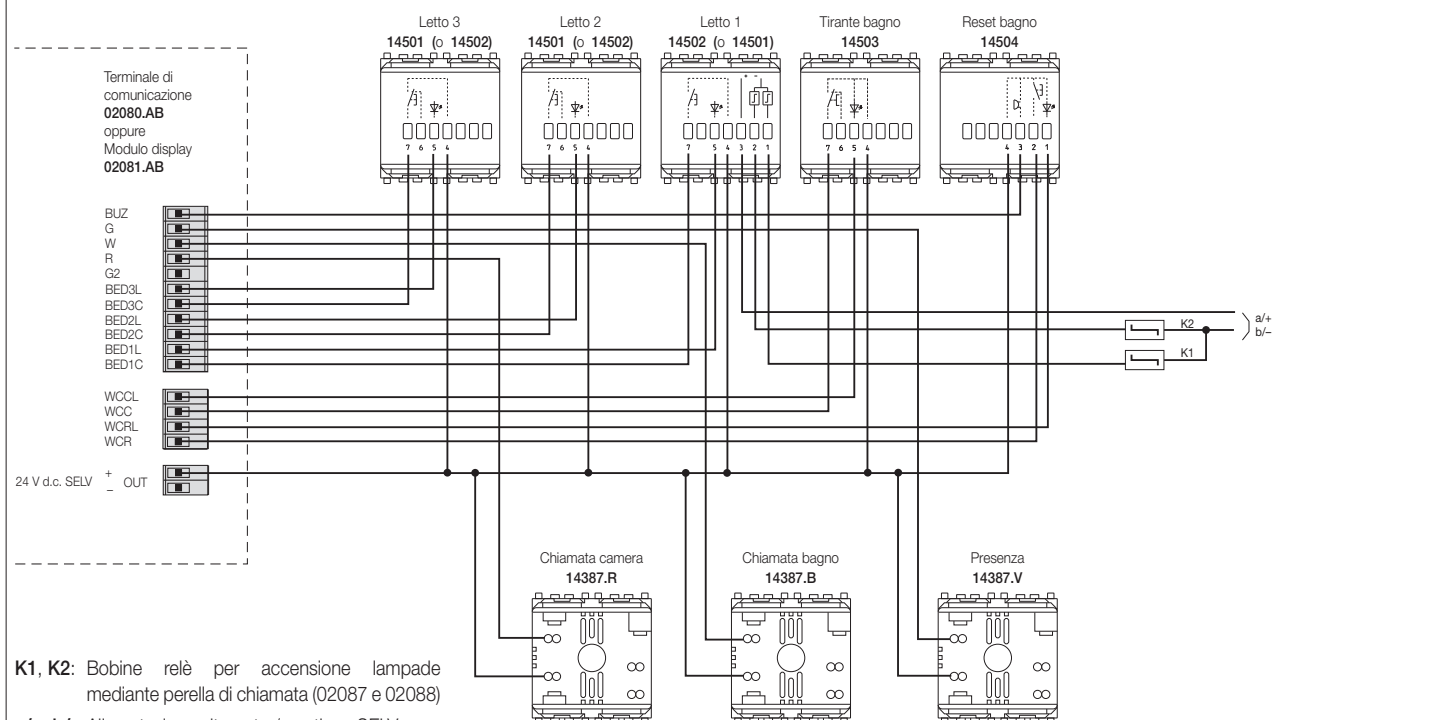 Letto 3
14501 (o 14502)
Letto 2
14501 (o 14502)
Letto 1
14502 (o 14501)
Tirante bagno
14503
Reset bagno
14504
Terminale di
comunicazione
02080.AB
oppure
Modulo display
02081.AB
+ -
7 6 5 4
7 6 5 4
7 5 4 3 2 1
7 6 5 4
4 3 2 1
BUZ
G
W
R
G2
BED3L
BED3C
BED2L
BED2C
BED1L
BED1C
K2
K1
a/+
b/–
WCCL
WCC
WCRL
WCR
24 V d.c. SELV + – OUT
Chiamata camera
14387.R
Chiamata bagno
14387.B
Presenza
14387.V
K1, K2: Bobine relè per accensione lampade
mediante perella di chiamata (02087 e 02088)